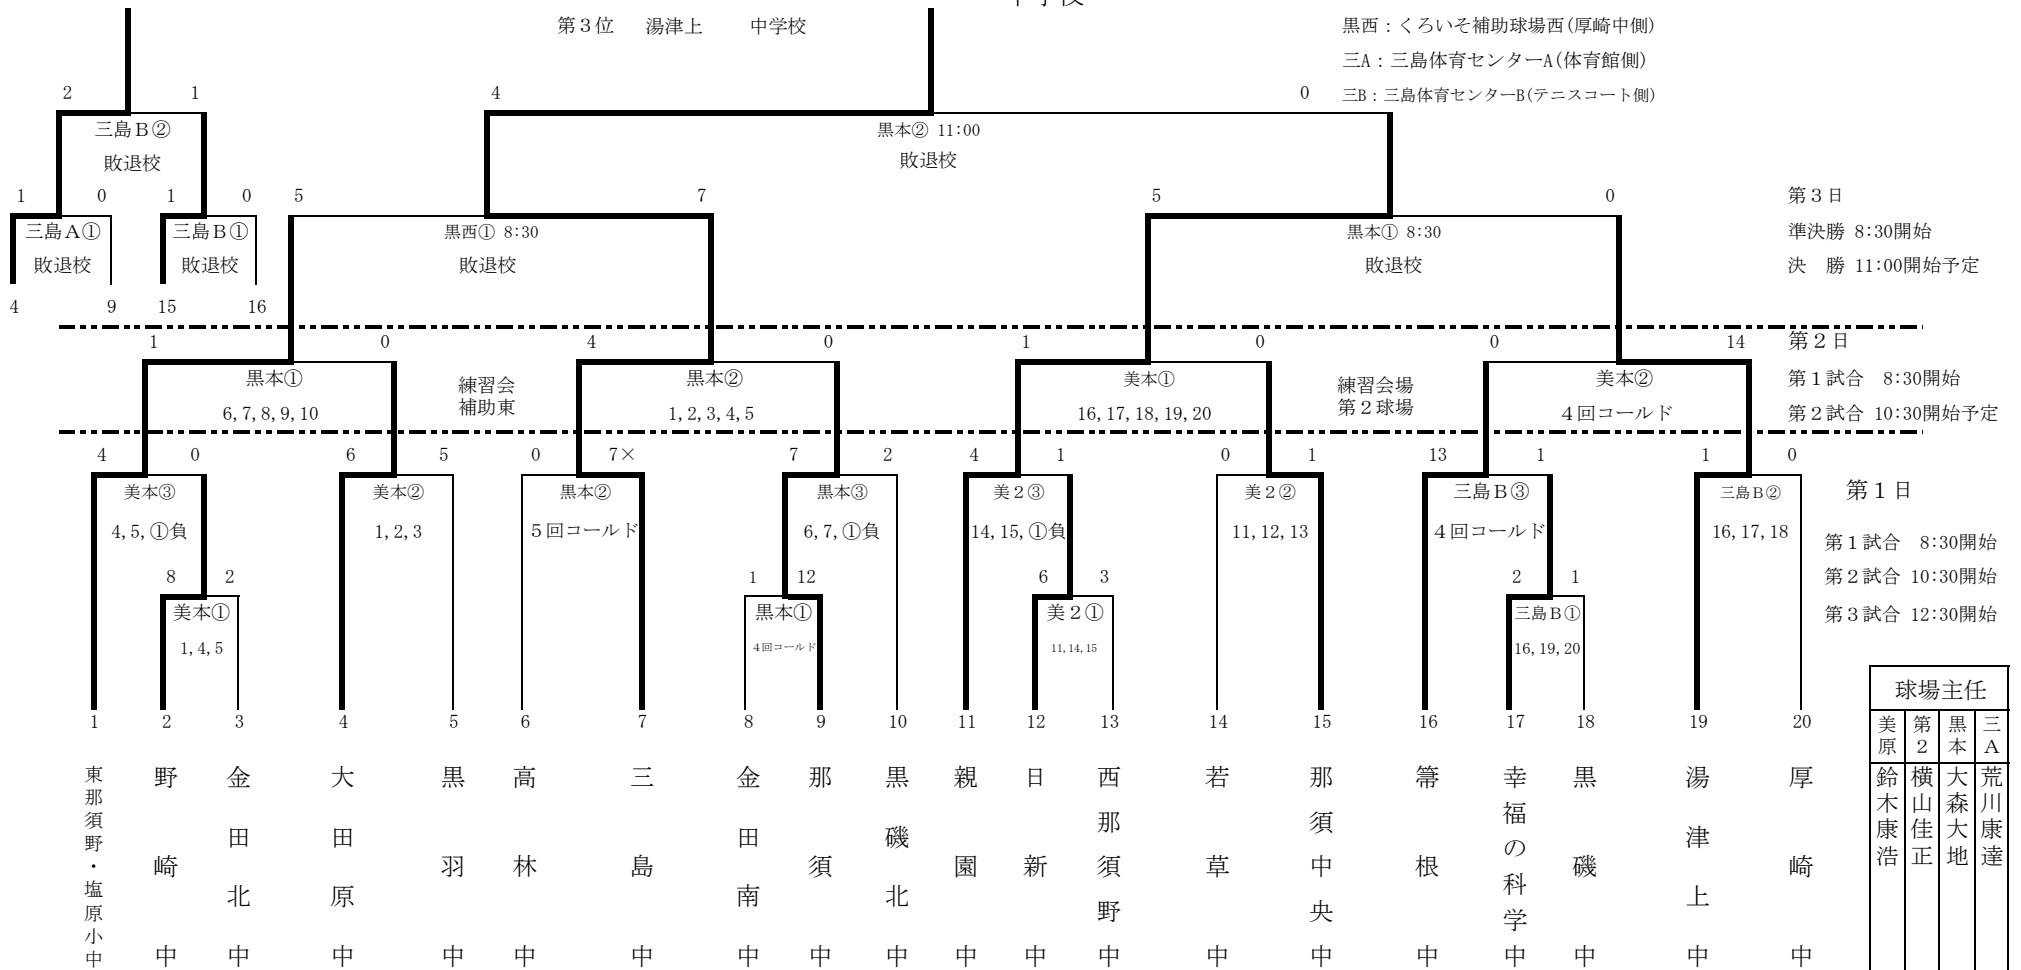 第３位　湯津上　中学校
黒西：くろいそ補助球場西(厚崎中側)
三A：三島体育センターA(体育館側)
三B：三島体育センターB(テニスコート側)
2 1 4 0
三島Ｂ②
敗退校
黒本② 11:00
敗退校
1 0 1 0 5 7 5 0
第３日
三島Ａ① 三島Ｂ① 黒西① 8:30 黒本① 8:30
準決勝 8:30開始
敗退校 敗退校 敗退校 敗退校
決　勝 11:00開始予定
4 9 15 16
1 0 4 0 1 0 0 14
第２日
黒本① 練習会 黒本② 美本① 練習会場 美本②
第１試合 8:30開始
6,7,8,9,10 補助東 1,2,3,4,5 16,17,18,19,20 第２球場 ４回コールド
第２試合 10:30開始予定
4 0 6 5 0 7× 7 2 4 1 0 1 13 1 1 0
美本③ 美本② 黒本② 黒本③ 美２③ 美２② 三島Ｂ③ 三島Ｂ②
第１日
4,5,①負 1,2,3 ５回コールド 6,7,①負 14,15,①負 11,12,13 ４回コールド 16,17,18
第１試合 8:30開始
8 2 1 12 6 3 2 1
第２試合 10:30開始
美本① 黒本① 美２① 三島Ｂ①
第３試合 12:30開始
1,4,5 ４回コールド 11,14,15 16,19,20
1 2 3 4 5 6 7 8 9 10 11 12 13 14 15 16 17 18 19 20
東那須野・塩原小中
野崎中
金田北中
大田原中
黒羽中
高林中
三島中
金田南中
那須中
黒磯北中
親園中
日新中
西那須野中
若草中
那須中央中
箒根中
幸福の科学中
黒磯中
湯津上中
厚崎中
球場主任
美原 鈴木康浩
第２ 横山佳正
黒本 大森大地
三Ａ 荒川康達